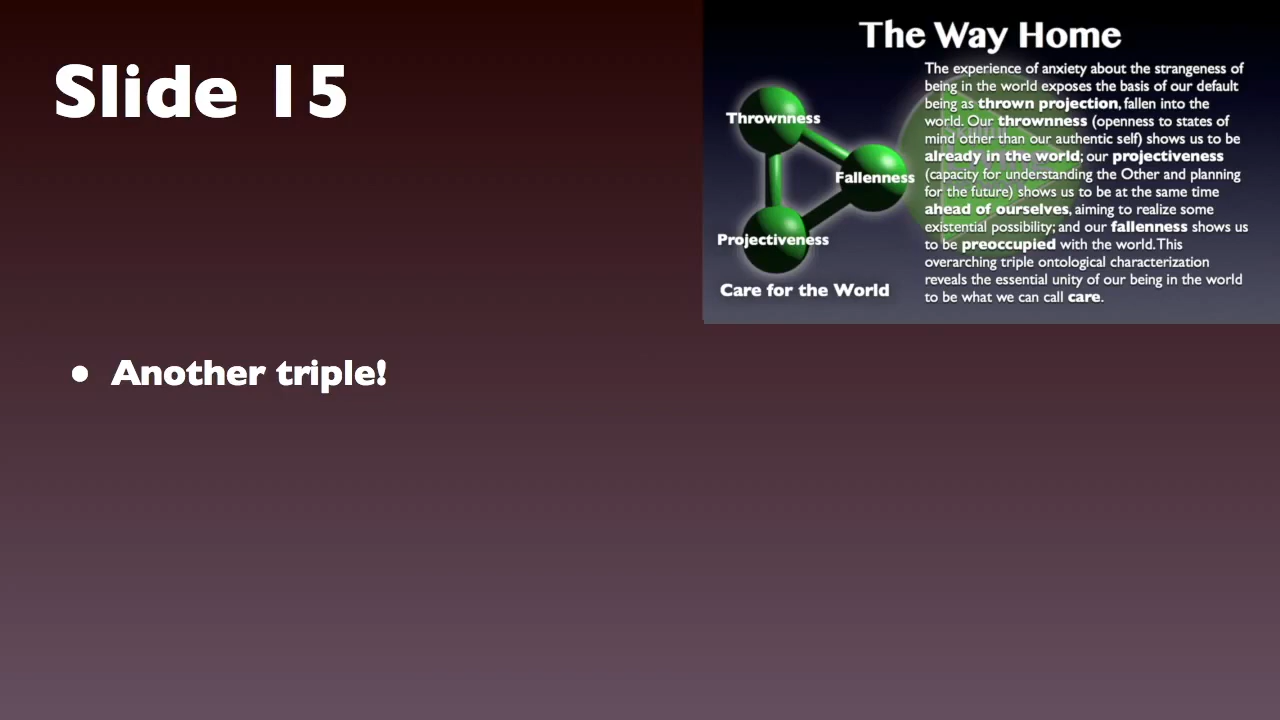 Slide 15
The Way Home
The experience of anxiety about the strangeness of
being in the world exposes the basis of our default
being as thrown projection, fallen into the
world. Our thrownness (openness to states of
mind other than our authentic self) shows us to be
already in the world; our projectiveness
(capacity for understanding the Other and planning
for the future) shows us to be at the same time
ahead of ourselves, aiming to realize some
existential possibility; and our fallenness shows us
to be preoccupied with the world. This
overarching triple ontological characterization
reveals the essential unity of our being in the world
to be what we can call care.
Thrownness
Fallenness
Projectiveness
Care for the World
• Another triple!